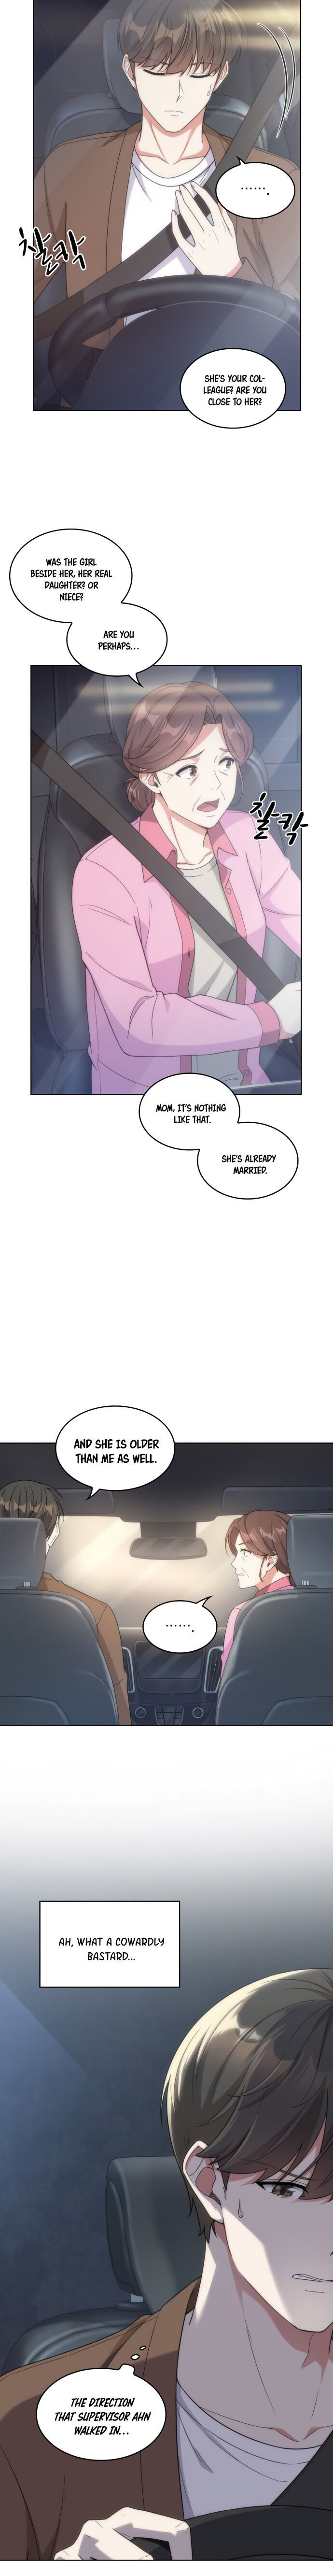 …….
찰칵
SHE'S YOUR COL-
LEAGUE? ARE YOU
CLOSE TO HER?
WAS THE GIRL
BESIDE HER, HER REAL
DAUGHTER? OR
NIECE?
ARE YOU
PERHAPS...
찰칵
MOM, IT'S NOTHING
LIKE THAT.
SHE'S ALREADY
MARRIED.
AND SHE IS OLDER
THAN ME AS WELL.
…….
AH, WHAT A COWARDLY
BASTARD...
THE DIRECTION
THAT SUPERVISOR AHN
WALKED IN...